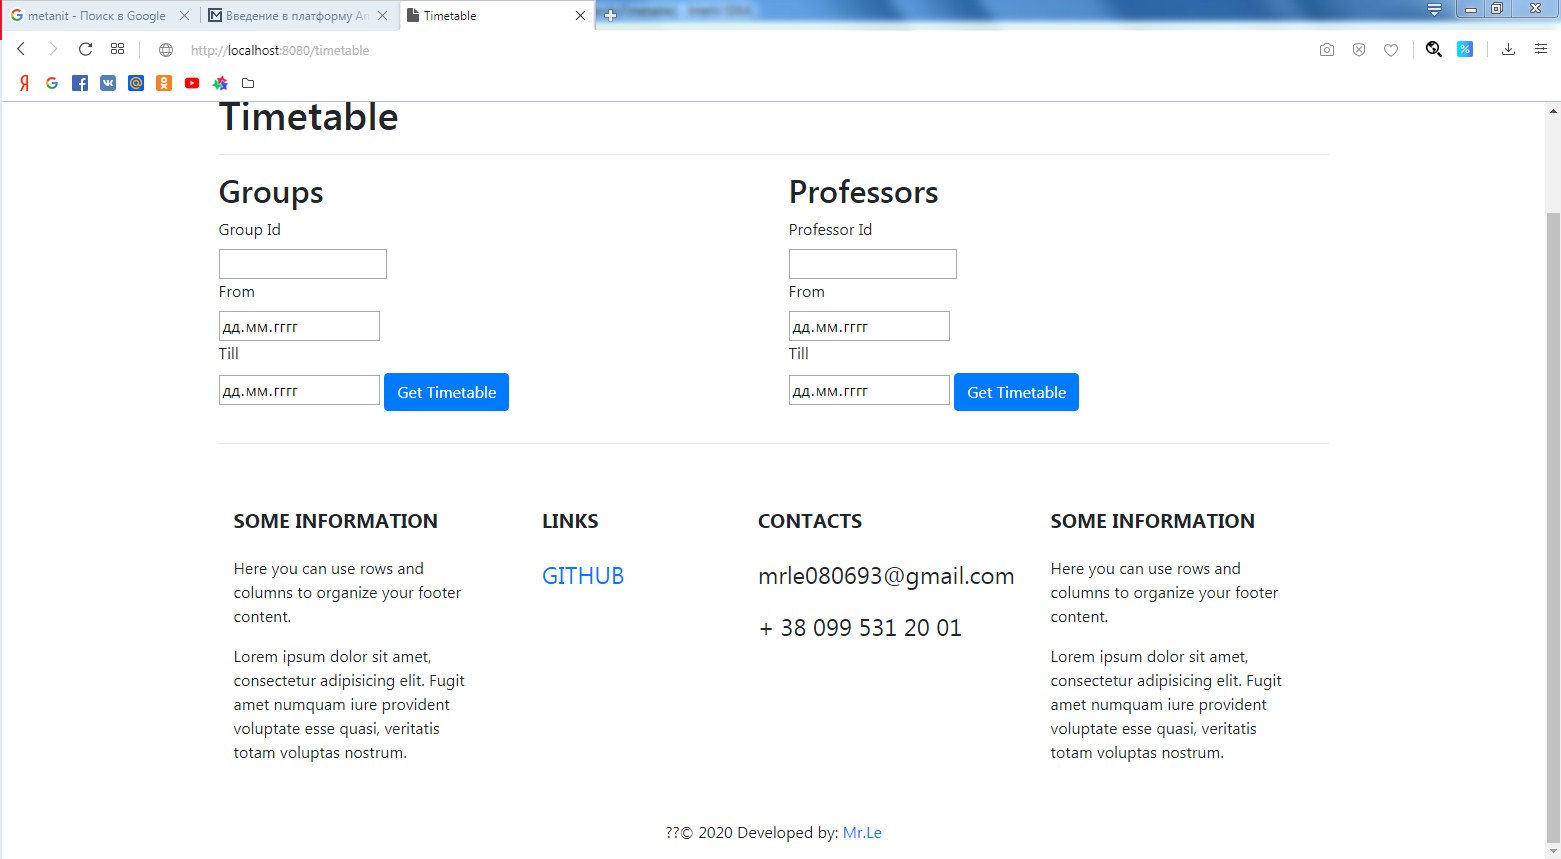 metanit - Поиск в Google
Введение в платформу
Timetable
http://localhost:8080/timetable
Timetable
Groups
Group Id
From
дд.мм.гггг
Till
дд.мм.гггг
Get Timetable
Professors
Professor Id
From
дд.мм.гггг
Till
дд.мм.гггг
Get Timetable
SOME INFORMATION
Here you can use rows and
columns to organize your footer
content.
Lorem ipsum dolor sit amet,
consectetur adipisicing elit. Fugit
amet numquam iure provident
voluptate esse quasi, veritatis
totam voluptas nostrum.
LINKS
GITHUB
CONTACTS
mrle080693@gmail.com
+ 38 099 531 20 01
SOME INFORMATION
Here you can use rows and
columns to organize your footer
content.
Lorem ipsum dolor sit amet,
consectetur adipisicing elit. Fugit
amet numquam iure provident
voluptate esse quasi, veritatis
totam voluptas nostrum.
??© 2020 Developed by: Mr.Le